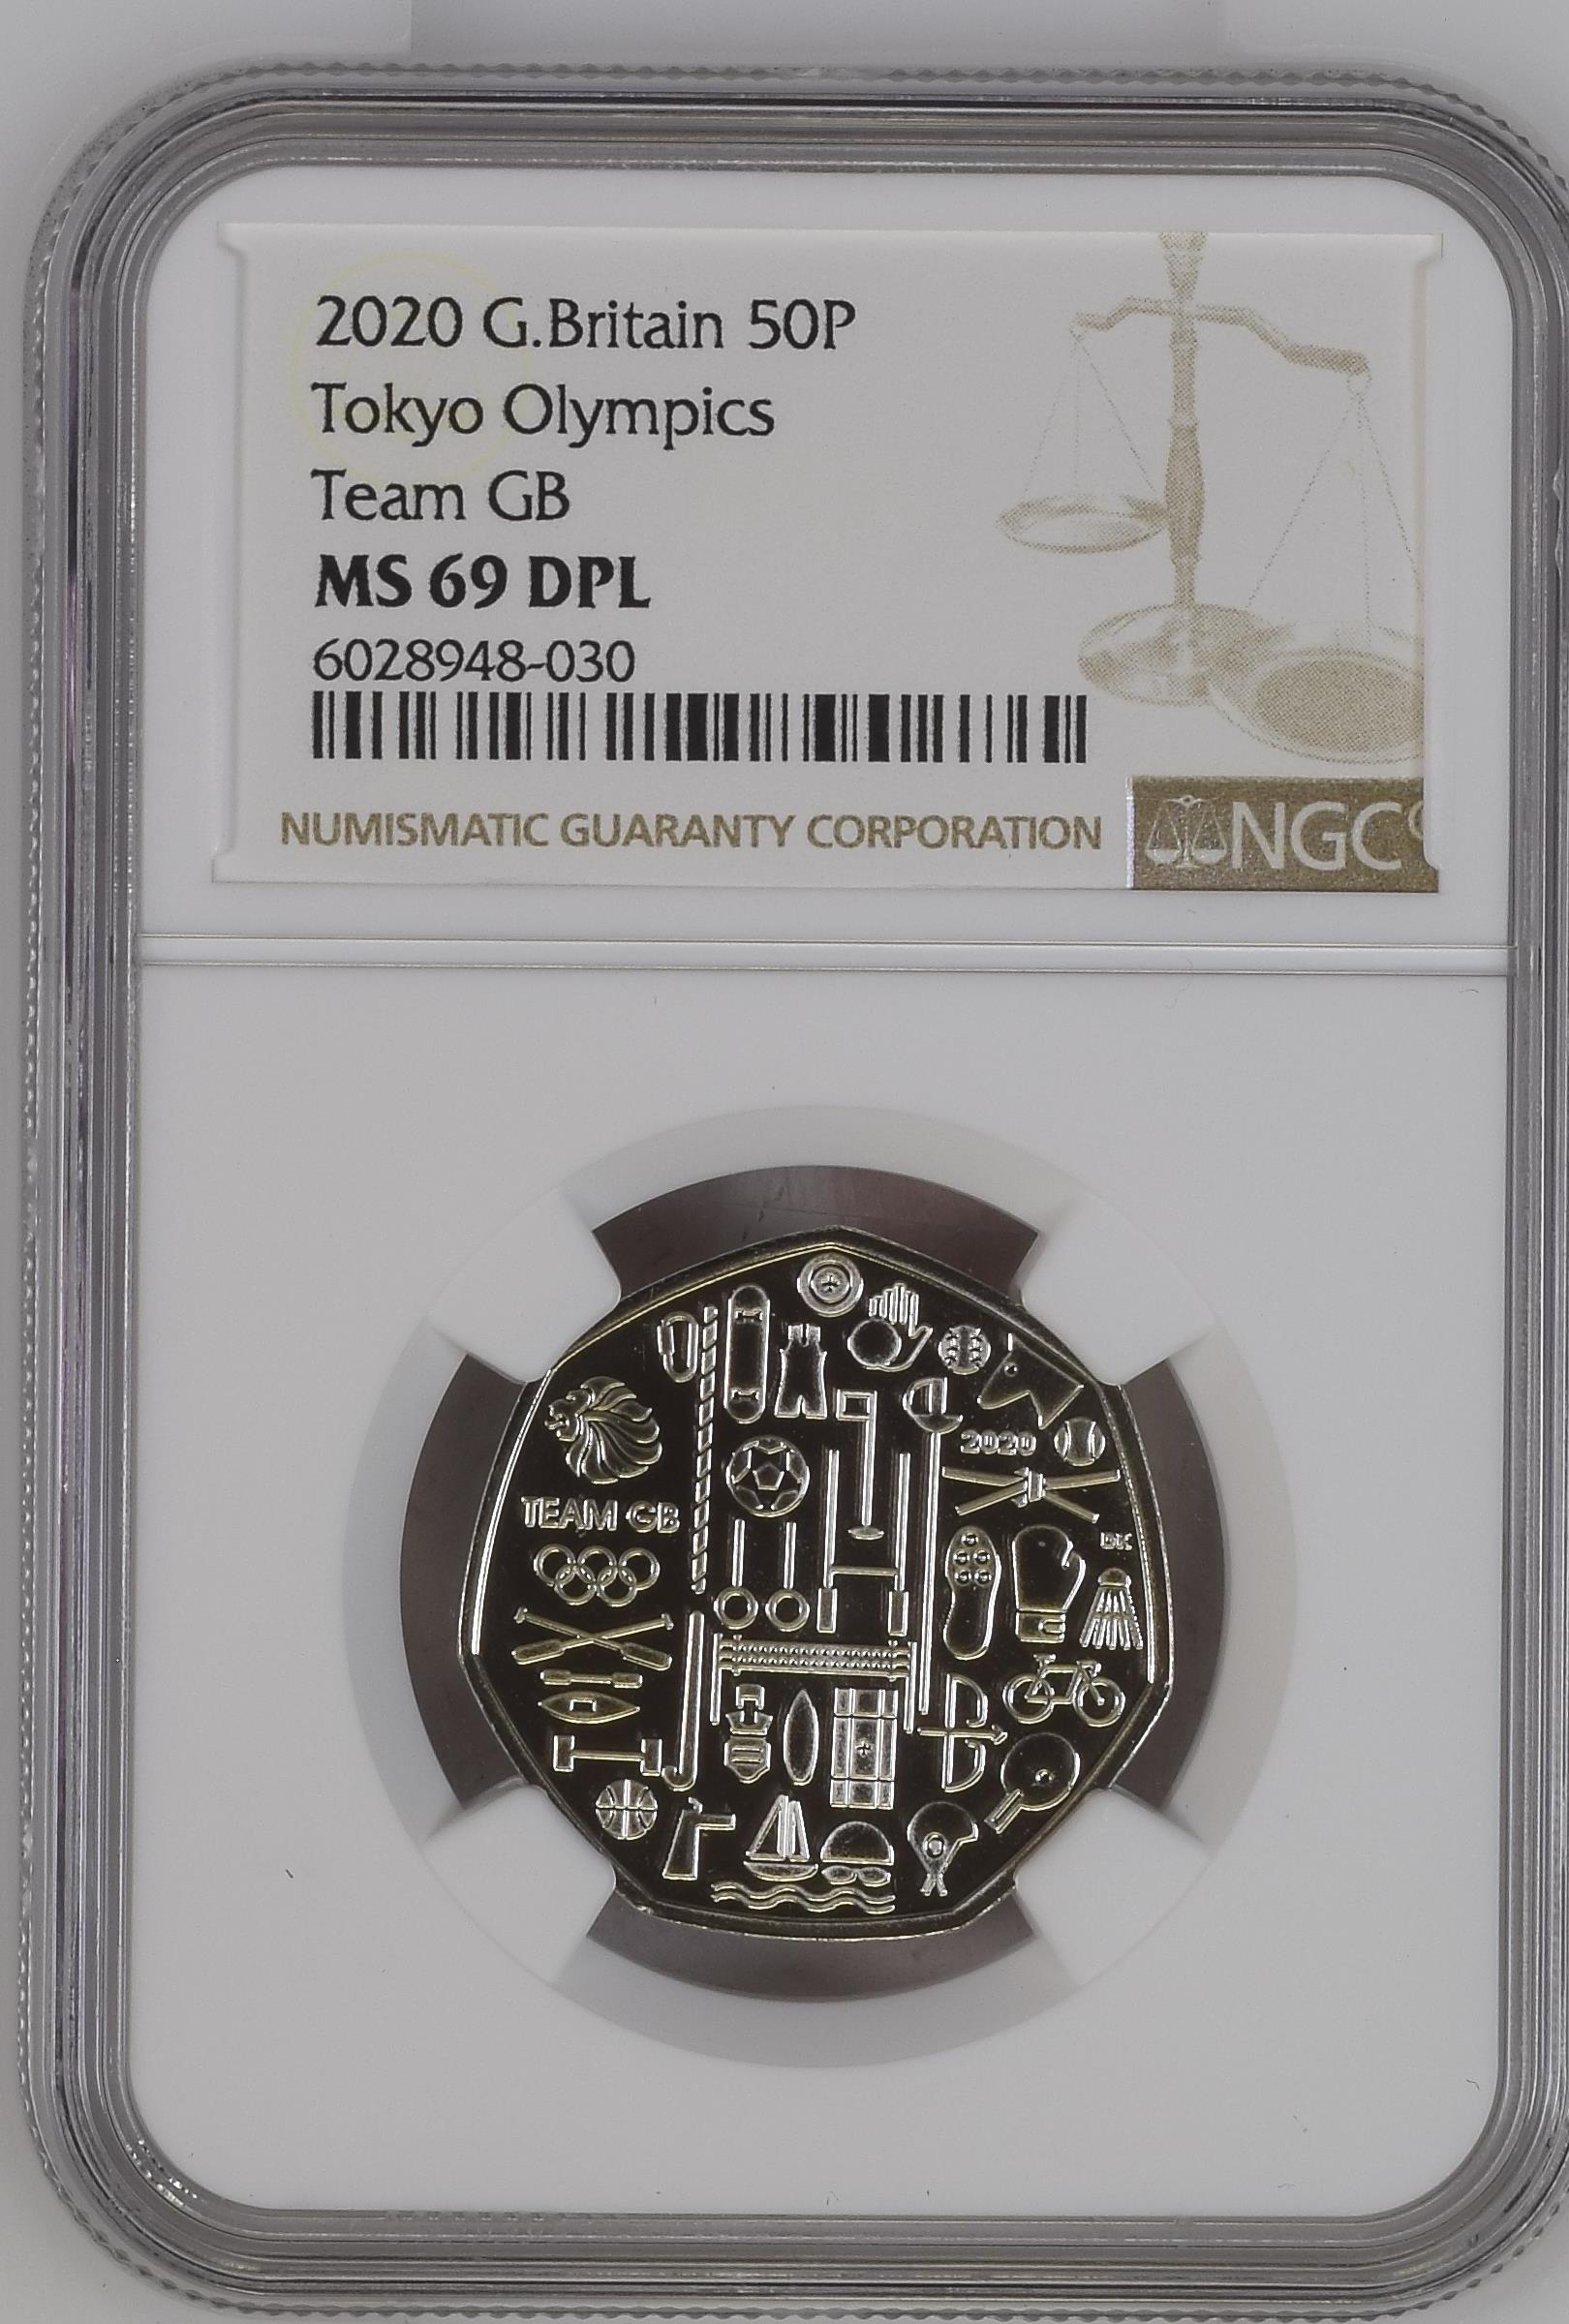 2020 G.Britain 50P
Tokyo Olympics
Team GB
MS 69 DPL
6028948-030
NUMISMATIC GUARANTY CORPORATION
NGC
2020
TEAM GB
DK